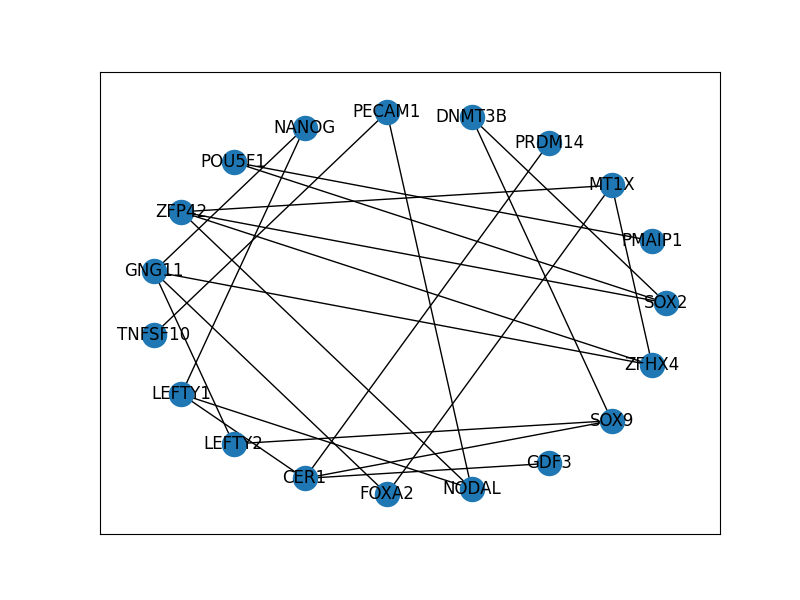 PECAM1
DNMT3B
NANOG
PRDM14
POU5F1
MT1X
ZFP42
PMAIP1
GNG11
SOX2
TNFSF10
ZFHX4
LEFTY1
SOX9
LEFTY2
GDF3
CER1
NODAL
FOXA2